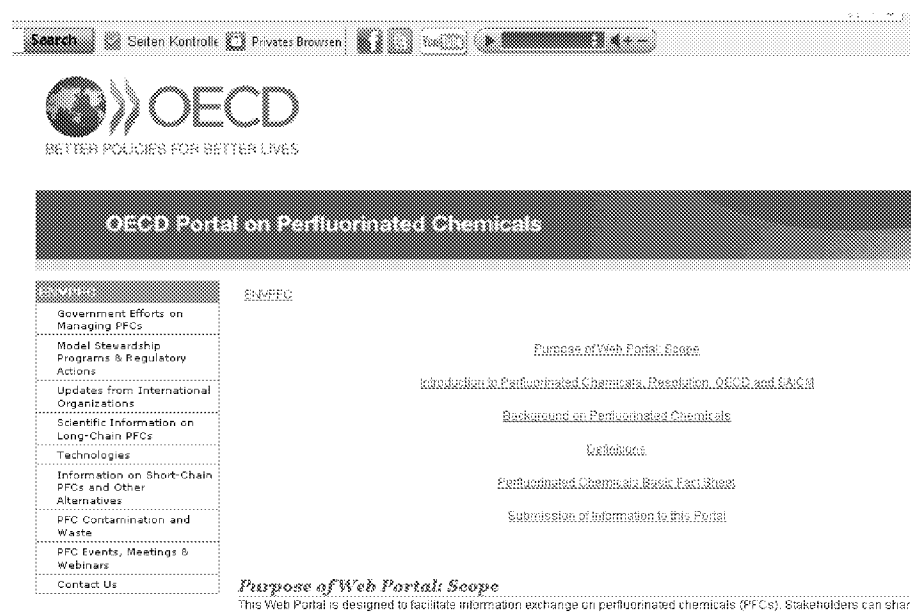 Search Seiten Kontrolle Privates Browsen You
OECD
BETTER POLICIES FOR BETTER LIVES
OECD Portal on Perfluorinated Chemicals
ENVPFC
Government Efforts on
Managing PFCs
Model Stewardship
Programs & Regulatory
Actions
Updates from International
Organizations
Scientific Information on
Long-Chain PFCs
Technologies
Information on Short-Chain
PFCs and Other
Alternatives
PFC Contamination and
Waste
PFC Events, Meetings &
Webinars
Contact Us
ENVPFC
Purpose of Web Portal: Scope
Introduction to Perfluorinated Chemicals, Resolution, OECD and SAICM
Background on Perfluorinated Chemicals
Definitions
Perfluorinated Chemicals Basic Fact Sheet
Submission of Information to this Portal
Purpose of Web Portal: Scope
This Web Portal is designed to facilitate information exchange on perfluorinated chemicals (PFCs). Stakeholders can shar